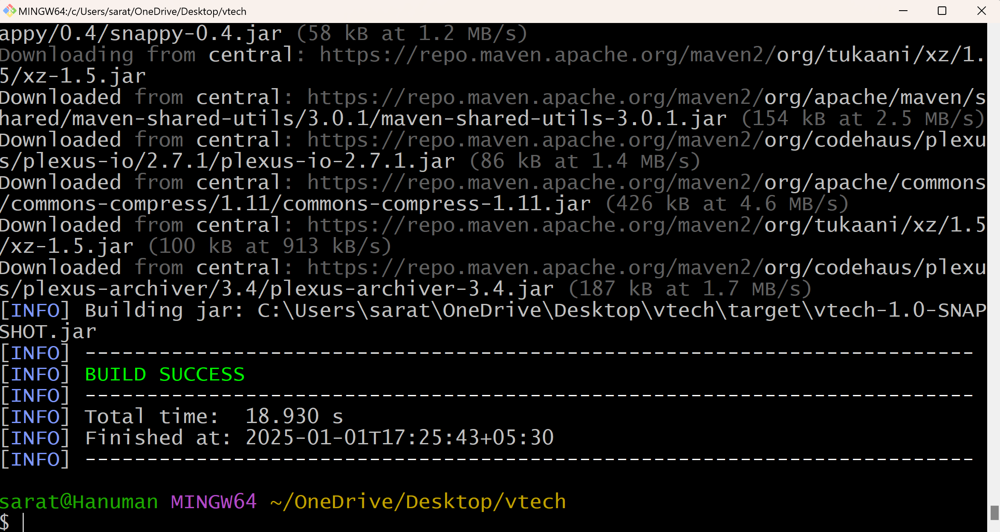 MINGW64:/c/Users/sarat/OneDrive/Desktop/vtech
appy/0.4/snappy-0.4.jar (58 kB at 1.2 MB/s)
Downloading from central: https://repo.maven.apache.org/maven2/org/tukaani/xz/1.
5/xz-1.5.jar
Downloaded from central: https://repo.maven.apache.org/maven2/org/apache/maven/s
hared/maven-shared-utils/3.0.1/maven-shared-utils-3.0.1.jar (154 kB at 2.5 MB/s)
Downloaded from central: https://repo.maven.apache.org/maven2/org/codehaus/plexu
s/plexus-io/2.7.1/plexus-io-2.7.1.jar (86 kB at 1.4 MB/s)
Downloaded from central: https://repo.maven.apache.org/maven2/org/apache/commons
/commons-compress/1.11/commons-compress-1.11.jar (426 kB at 4.6 MB/s)
Downloaded from central: https://repo.maven.apache.org/maven2/org/tukaani/xz/1.5
/xz-1.5.jar (100 kB at 913 kB/s)
Downloaded from central: https://repo.maven.apache.org/maven2/org/codehaus/plexu
s/plexus-archiver/3.4/plexus-archiver-3.4.jar (187 kB at 1.7 MB/s)
[INFO] Building jar: C:\Users\sarat\OneDrive\Desktop\vtech\target\vtech-1.0-SNAP
SHOT.jar
[INFO] ------------------------------------------------------------------------
[INFO] BUILD SUCCESS
[INFO] ------------------------------------------------------------------------
[INFO] Total time:  18.930 s
[INFO] Finished at: 2025-01-01T17:25:43+05:30
[INFO] ------------------------------------------------------------------------
sarat@Hanuman MINGW64 ~/OneDrive/Desktop/vtech
$